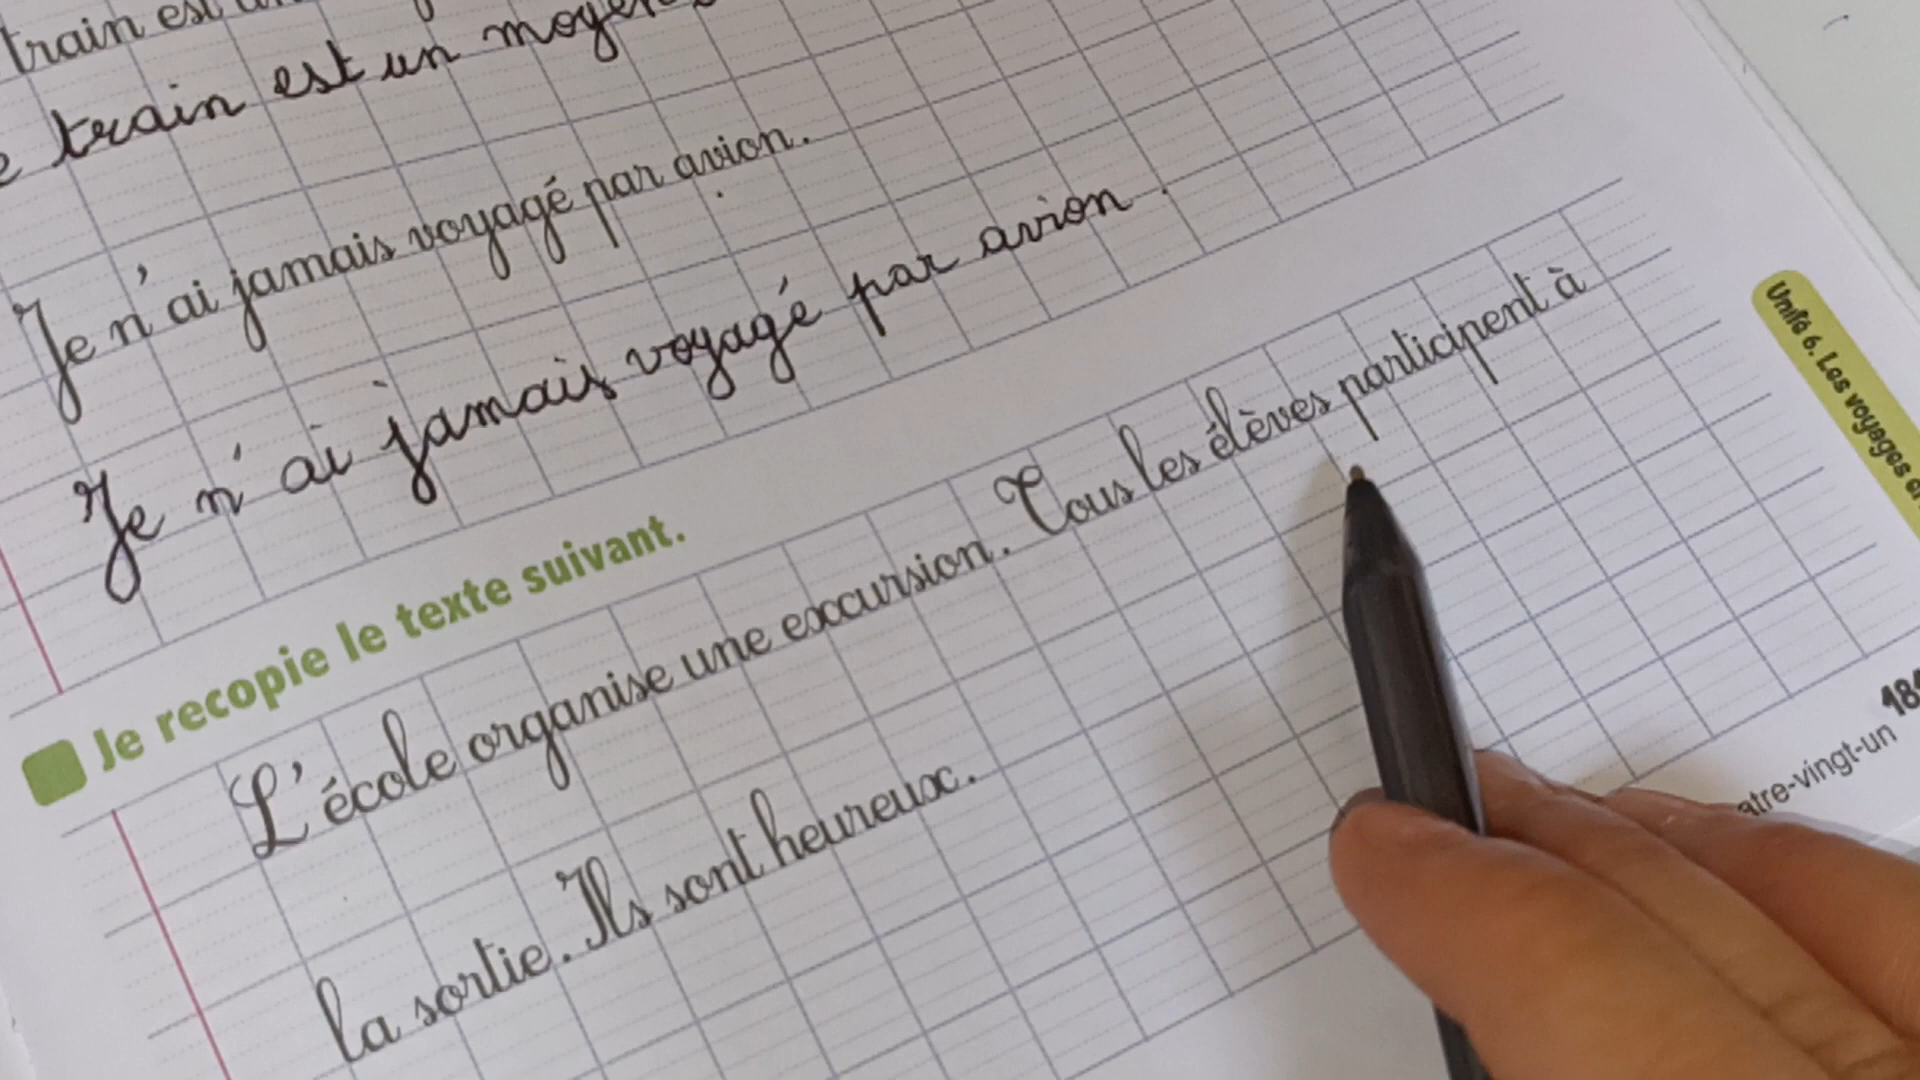 train est un
train est un moyen
Je n'ai jamais voyagé par avion.
Je n'ai jamais voyagé par avion.
Je recopie le texte suivant.
L'école organise une excursion. Tous les élèves participent à
la sortie. Ils sont heureux.
Unité 6. Les voyages
atre-vingt-un